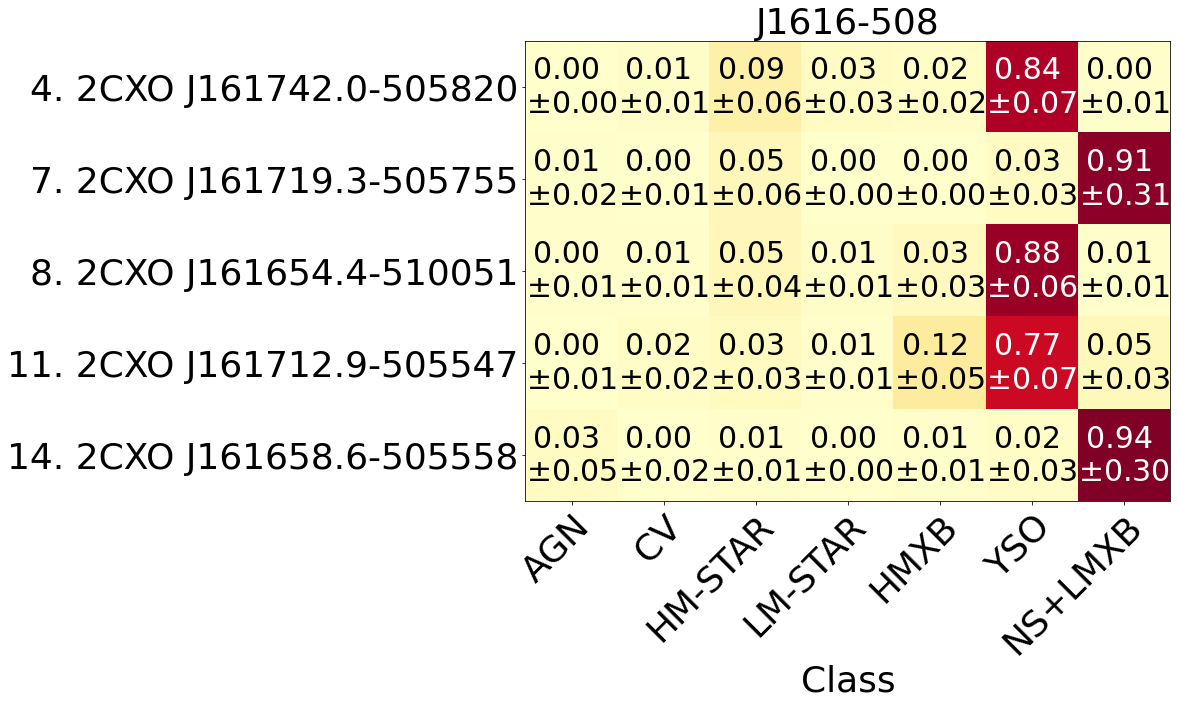 J1616-508
4. 2CXO J161742.0-505820
0.00 0.01 0.09 0.03 0.02 0.84 0.00
±0.00 ±0.01 ±0.06 ±0.03 ±0.02 ±0.07 ±0.01
7. 2CXO J161719.3-505755
0.01 0.00 0.05 0.00 0.00 0.03 0.91
±0.02 ±0.01 ±0.06 ±0.00 ±0.00 ±0.03 ±0.31
8. 2CXO J161654.4-510051
0.00 0.01 0.05 0.01 0.03 0.88 0.01
±0.01 ±0.01 ±0.04 ±0.01 ±0.03 ±0.06 ±0.01
11. 2CXO J161712.9-505547
0.00 0.02 0.03 0.01 0.12 0.77 0.05
±0.01 ±0.02 ±0.03 ±0.01 ±0.05 ±0.07 ±0.03
14. 2CXO J161658.6-505558
0.03 0.00 0.01 0.00 0.01 0.02 0.94
±0.05 ±0.02 ±0.01 ±0.00 ±0.01 ±0.03 ±0.30
AGN CV HM-STAR LM-STAR HMXB YSO NS+LMXB
Class